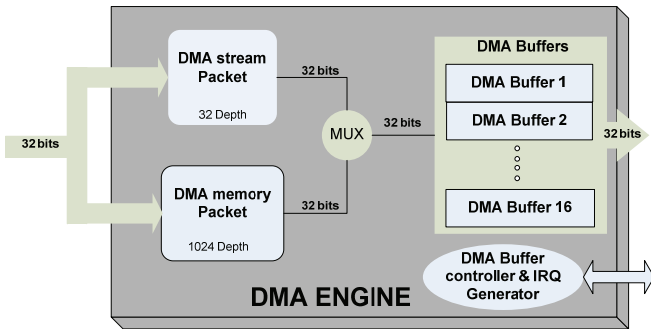 DMA stream
Packet
32 Depth
32 bits
DMA Buffers
DMA Buffer 1
DMA Buffer 2
32 bits
MUX
32 bits
32 bits
32 bits
DMA memory
Packet
1024 Depth
32 bits
DMA Buffer 16
DMA Buffer
controller & IRQ
Generator
DMA ENGINE